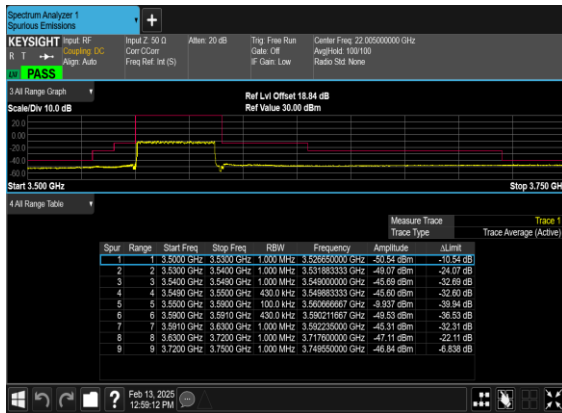 Spectrum Analyzer 1
Spurious Emissions
+
KEYSIGHT Input: RF Input Z: 50 Ω Atten: 20 dB Trig: Free Run Center Freq: 22.005000000 GHz
R T Coupling: DC Corr CCorr Gate: Off Avg|Hold: 100/100
Align: Auto Freq Ref: Int (S) IF Gain: Low Radio Std: None
PASS
3 All Range Graph
Ref Lvl Offset 18.84 dB
Scale/Div 10.0 dB Ref Value 30.00 dBm
20.0
0.00
-20.0
-40.0
-60.0
Start 3.500 GHz Stop 3.750 GH
4 All Range Table
Measure Trace Trace 1
Trace Type Trace Average (Active)
Spur Range Start Freq Stop Freq RBW Frequency Amplitude ΔLimit
1 1 3.5000 GHz 3.5300 GHz 1.000 MHz 3.526650000 GHz -50.54 dBm -10.54 dB
2 2 3.5300 GHz 3.5400 GHz 1.000 MHz 3.531883333 GHz -49.07 dBm -24.07 dB
3 3 3.5400 GHz 3.5490 GHz 1.000 MHz 3.549000000 GHz -45.69 dBm -32.69 dB
4 4 3.5490 GHz 3.5500 GHz 430.0 kHz 3.549883333 GHz -45.60 dBm -32.60 dB
5 5 3.5500 GHz 3.5900 GHz 100.0 kHz 3.560666667 GHz -9.937 dBm -39.94 dB
6 6 3.5900 GHz 3.5910 GHz 430.0 kHz 3.590211667 GHz -49.53 dBm -36.53 dB
7 7 3.5910 GHz 3.6300 GHz 1.000 MHz 3.592235000 GHz -45.31 dBm -32.31 dB
8 8 3.6300 GHz 3.7200 GHz 1.000 MHz 3.717600000 GHz -47.11 dBm -22.11 dB
9 9 3.7200 GHz 3.7500 GHz 1.000 MHz 3.749550000 GHz -46.84 dBm -6.838 dB
? Feb 13, 2025
12:59:12 PM